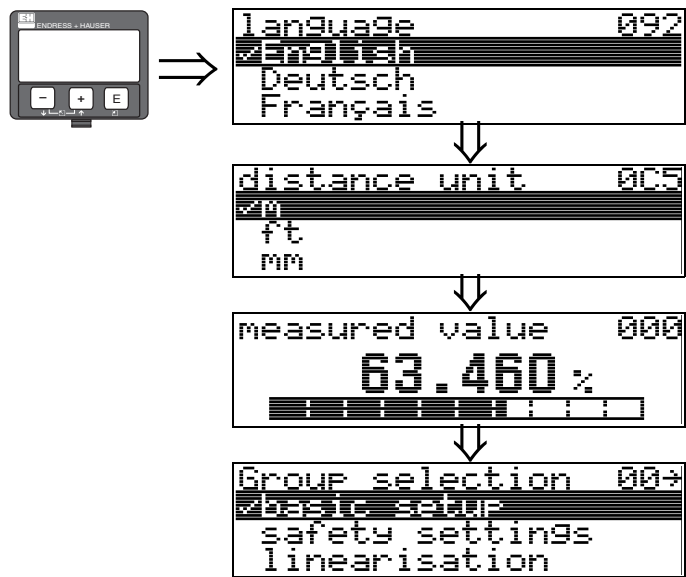 EH ENDRESS + HAUSER
- + E
language 092
✓English
Deutsch
Français
distance unit 0C5
✓m
ft
mm
measured value 000
63.460 %
Group selection 00→
✓basic setup
safety settings
linearisation